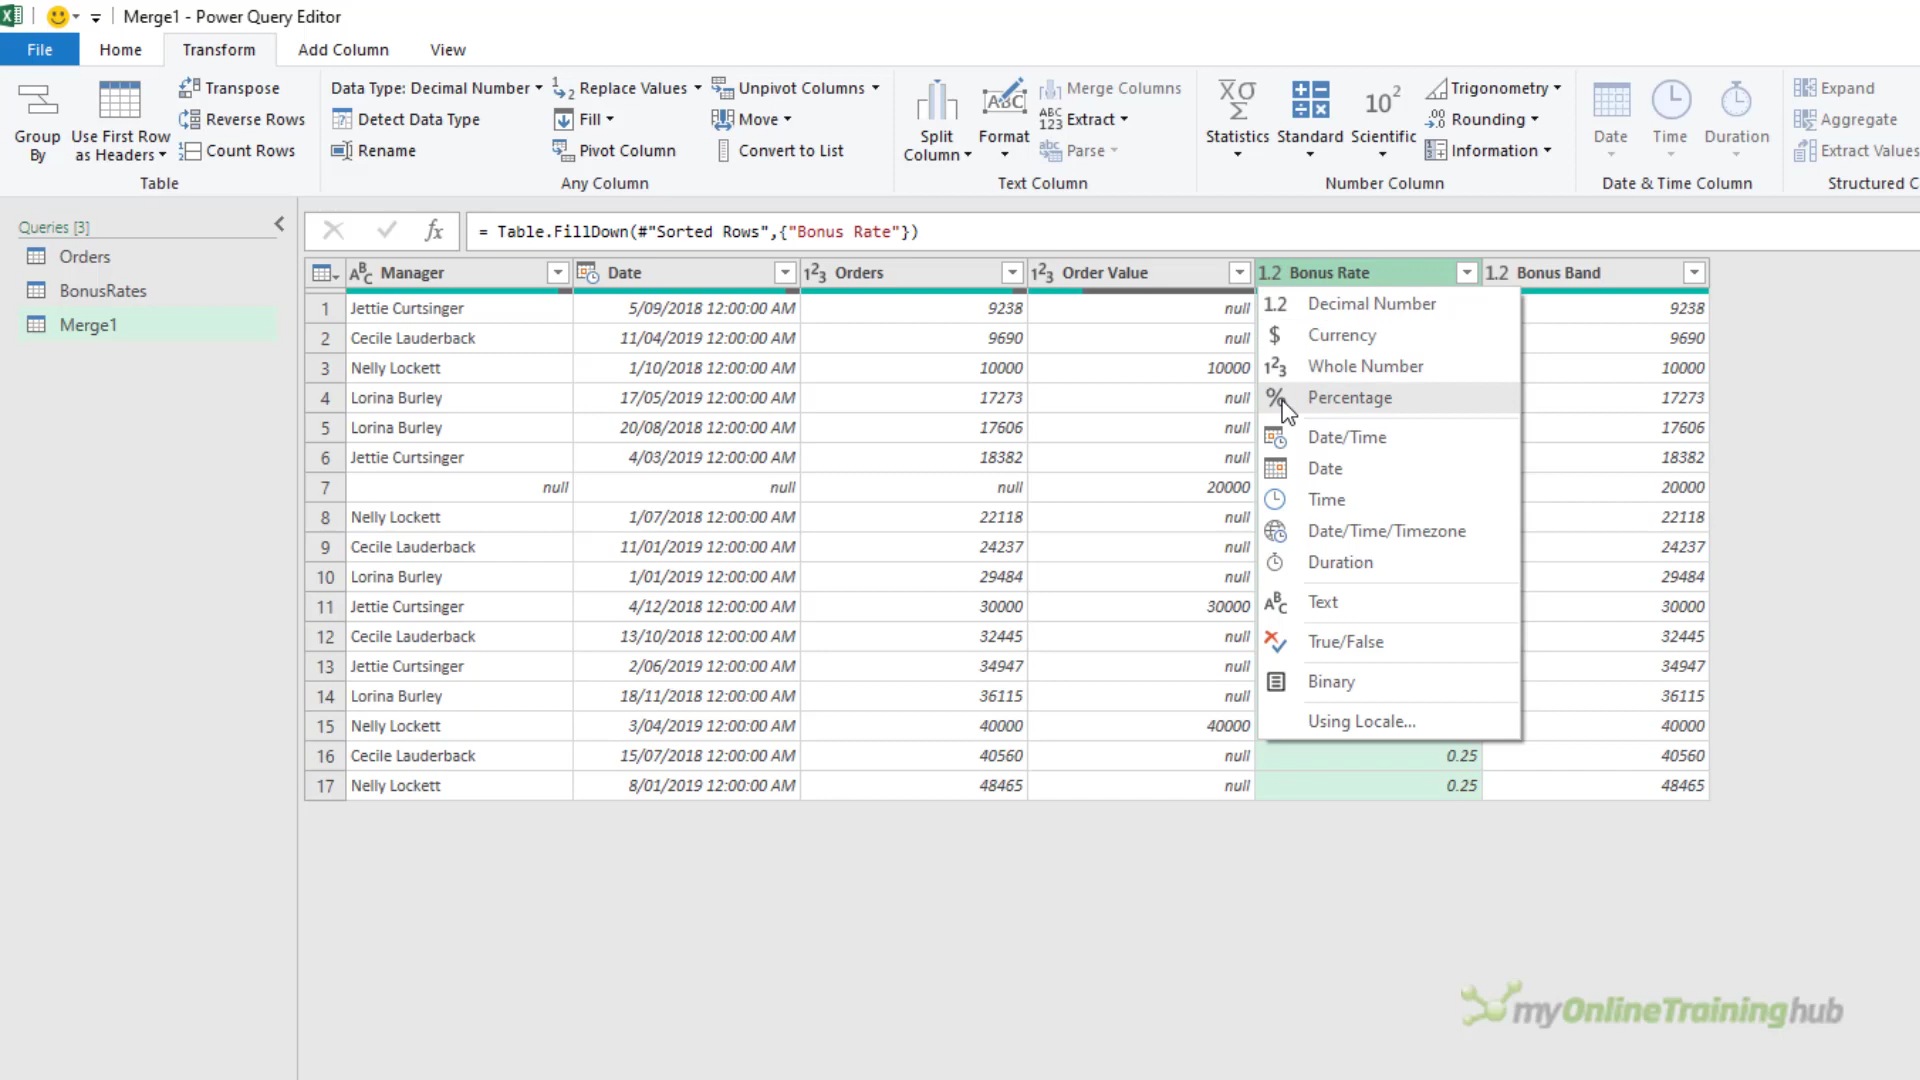 Merge1 - Power Query Editor
File Home Transform Add Column View
Group By
Use First Row as Headers
Transpose
Reverse Rows
Count Rows
Table
Data Type: Decimal Number
Detect Data Type
Rename
Replace Values
Fill
Pivot Column
Unpivot Columns
Move
Convert to List
Any Column
Split Column
Format
Merge Columns
Extract
Parse
Text Column
Statistics
Standard
Scientific
Trigonometry
Rounding
Information
Number Column
Date
Time
Duration
Date & Time Column
Expand
Aggregate
Extract Values
Structured C
Queries [3]
Orders
BonusRates
Merge1
fx = Table.FillDown(#"Sorted Rows",{"Bonus Rate"})
Manager Date Orders Order Value 1.2 Bonus Rate 1.2 Bonus Band
1 Jettie Curtsinger 5/09/2018 12:00:00 AM 9238 null 9238
2 Cecile Lauderback 11/04/2019 12:00:00 AM 9690 null 9690
3 Nelly Lockett 1/10/2018 12:00:00 AM 10000 10000 10000
4 Lorina Burley 17/05/2019 12:00:00 AM 17273 null 17273
5 Lorina Burley 20/08/2018 12:00:00 AM 17606 null 17606
6 Jettie Curtsinger 4/03/2019 12:00:00 AM 18382 null 18382
7 null null null 20000 20000
8 Nelly Lockett 1/07/2018 12:00:00 AM 22118 null 22118
9 Cecile Lauderback 11/01/2019 12:00:00 AM 24237 null 24237
10 Lorina Burley 1/01/2019 12:00:00 AM 29484 null 29484
11 Jettie Curtsinger 4/12/2018 12:00:00 AM 30000 30000 30000
12 Cecile Lauderback 13/10/2018 12:00:00 AM 32445 null 32445
13 Jettie Curtsinger 2/06/2019 12:00:00 AM 34947 null 34947
14 Lorina Burley 18/11/2018 12:00:00 AM 36115 null 36115
15 Nelly Lockett 3/04/2019 12:00:00 AM 40000 40000 40000
16 Cecile Lauderback 15/07/2018 12:00:00 AM 40560 null 0.25 40560
17 Nelly Lockett 8/01/2019 12:00:00 AM 48465 null 0.25 48465
1.2 Decimal Number
$ Currency
Whole Number
% Percentage
Date/Time
Date
Time
Date/Time/Timezone
Duration
Text
True/False
Binary
Using Locale...
myOnlineTraininghub